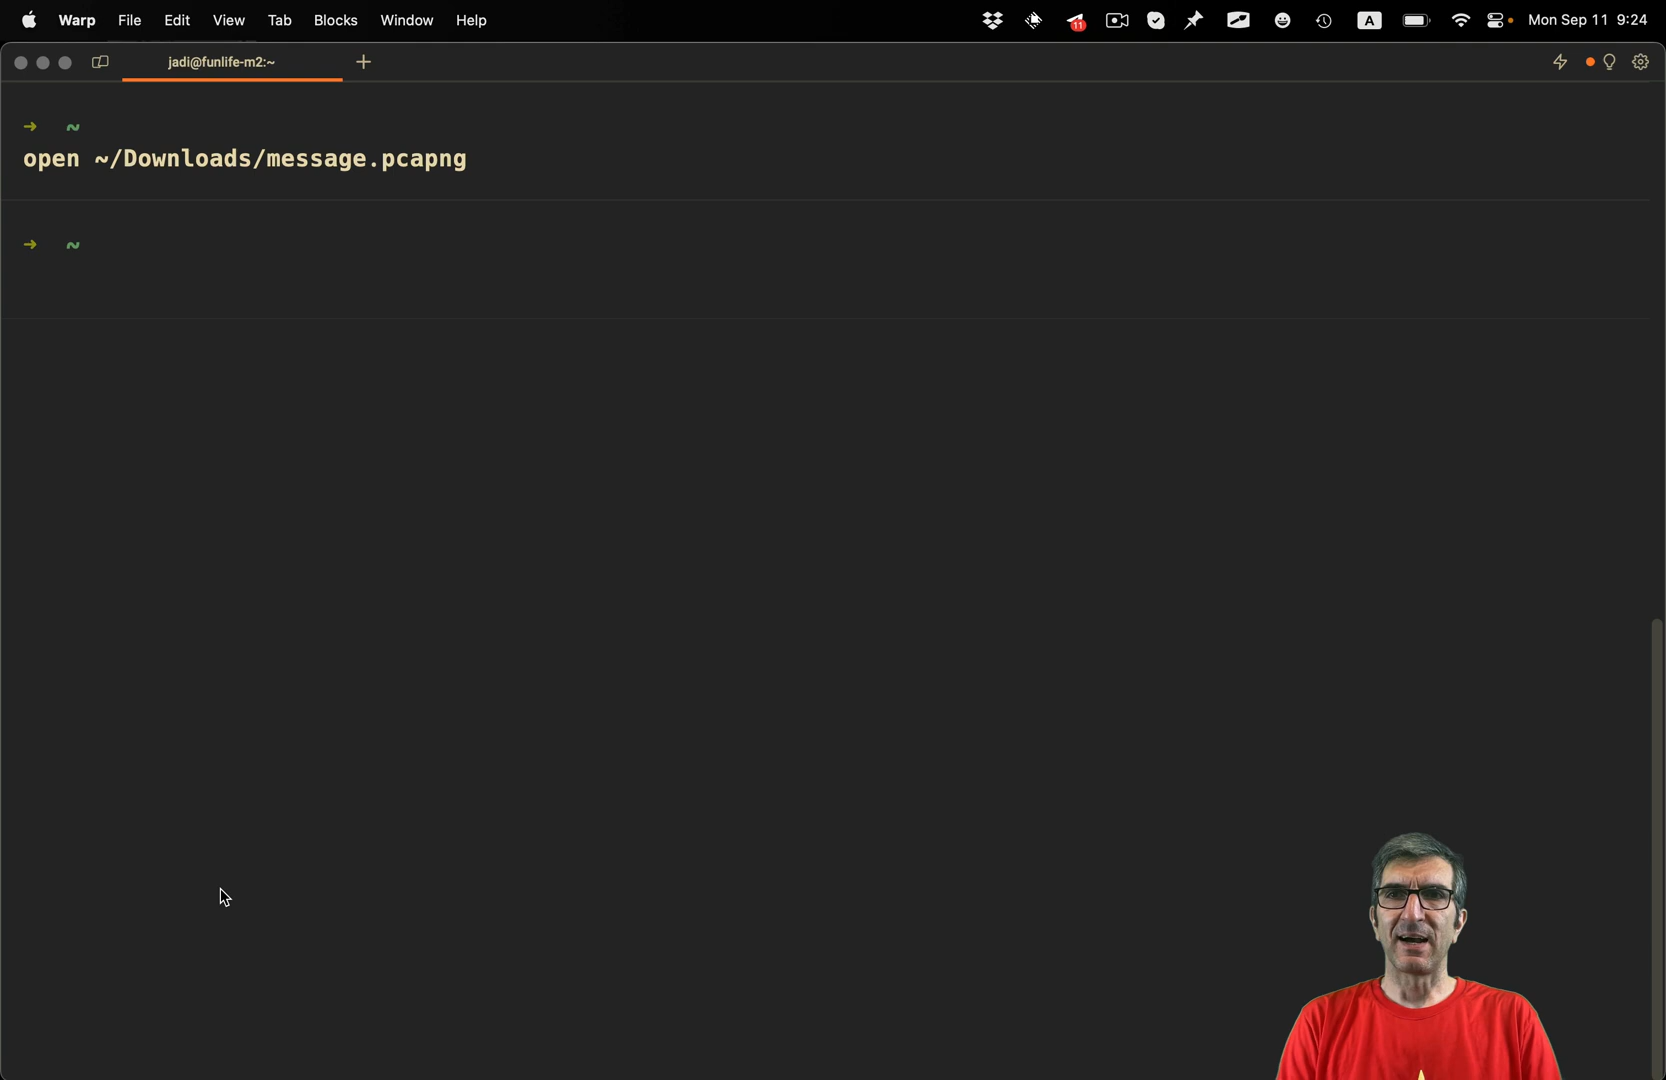 Warp File Edit View Tab Blocks Window Help 11 A Mon Sep 11 9:24
jadi@funlife-m2:~
➜ ~
open ~/Downloads/message.pcapng
➜ ~